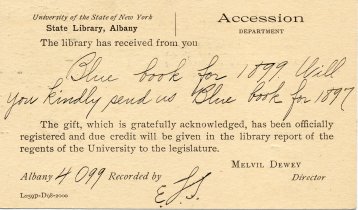 University of the State of New York
State Library, Albany
Accession
DEPARTMENT
The library has received from you
Blue book for 1899. Will
you kindly send us Blue book for 1897
The gift, which is gratefully acknowledged, has been officially
registered and due credit will be given in the library report of the
regents of the University to the legislature.
MELVIL DEWEY
Albany 4 O 99 Recorded by
Director
L259p-D98-2000